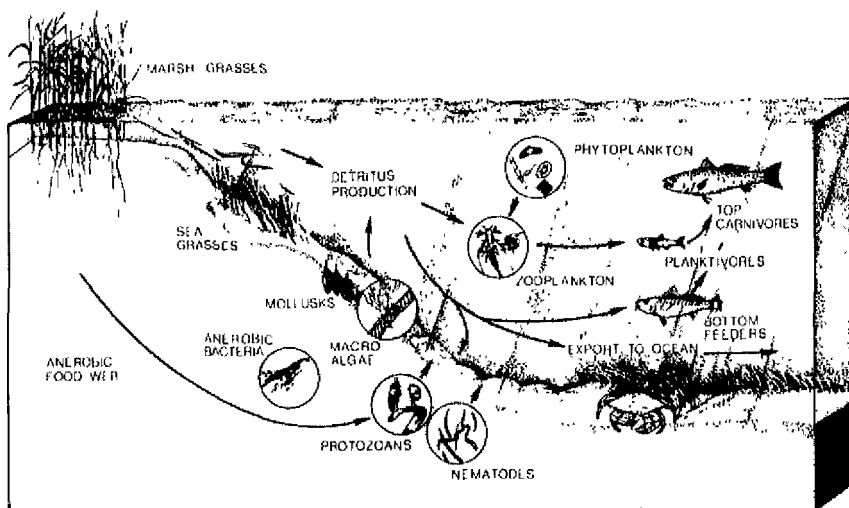 MARSH GRASSES
PHYTOPLANKTON
DETRITUS
PRODUCTION
TOP
CARNIVORES
SEA
GRASSES
ZOOPLANKTON
PLANKTIVORES
MOLLUSKS
BOTTOM
FEEDERS
ANEROBIC
BACTERIA
MACRO
ALGAE
EXPORT TO OCEAN
ANEROBIC
FOOD WEB
PROTOZOANS
NEMATODES